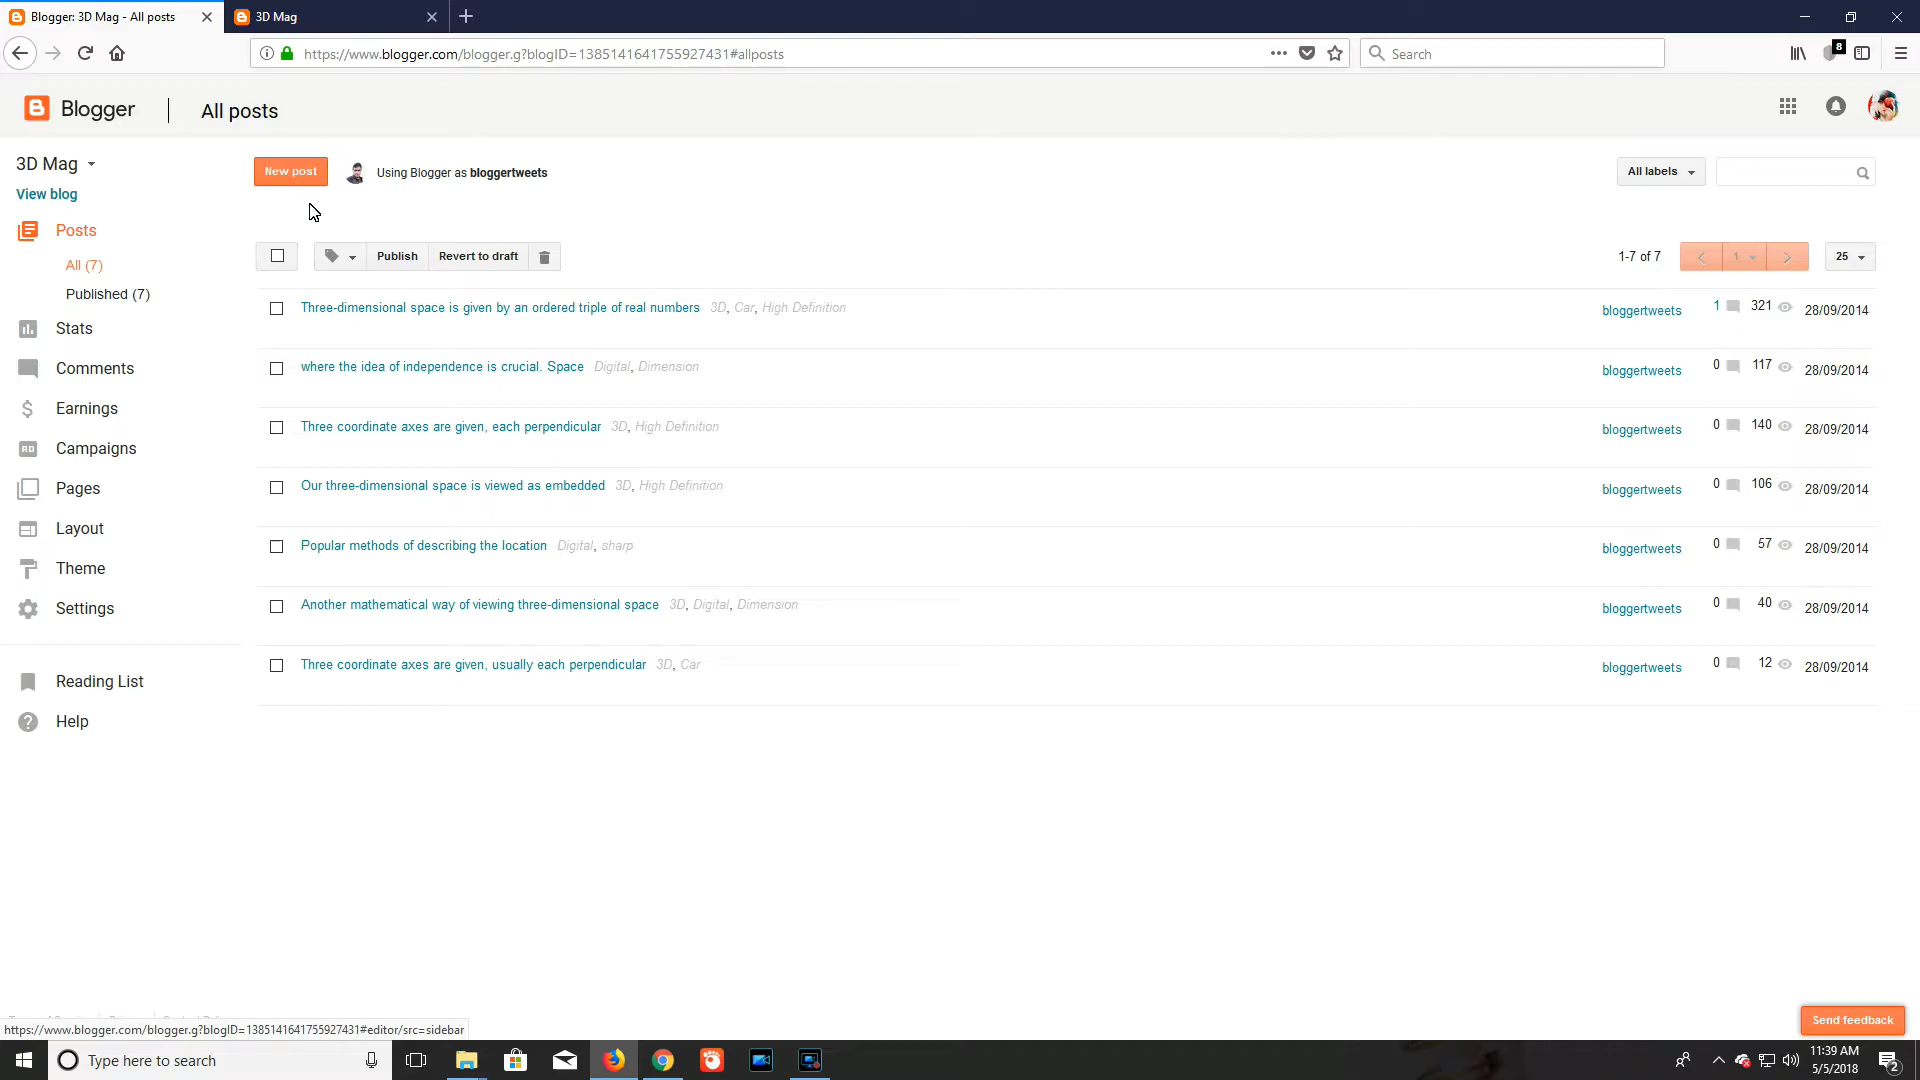 Blogger: 3D Mag - All posts
3D Mag
https://www.blogger.com/blogger.g?blogID=1385141641755927431#allposts
Search
8
Blogger
All posts
3D Mag
New post
Using Blogger as bloggertweets
All labels
View blog
Posts
All (7)
Published (7)
Stats
Comments
Earnings
Campaigns
Pages
Layout
Theme
Settings
Reading List
Help
Publish
Revert to draft
1-7 of 7
1
25
Three-dimensional space is given by an ordered triple of real numbers 3D, Car, High Definition bloggertweets 1 321 28/09/2014
where the idea of independence is crucial. Space Digital, Dimension bloggertweets 0 117 28/09/2014
Three coordinate axes are given, each perpendicular 3D, High Definition bloggertweets 0 140 28/09/2014
Our three-dimensional space is viewed as embedded 3D, High Definition bloggertweets 0 106 28/09/2014
Popular methods of describing the location Digital, sharp bloggertweets 0 57 28/09/2014
Another mathematical way of viewing three-dimensional space 3D, Digital, Dimension bloggertweets 0 40 28/09/2014
Three coordinate axes are given, usually each perpendicular 3D, Car bloggertweets 0 12 28/09/2014
Send feedback
https://www.blogger.com/blogger.g?blogID=1385141641755927431#editor/src=sidebar
Type here to search
11:39 AM
5/5/2018
2